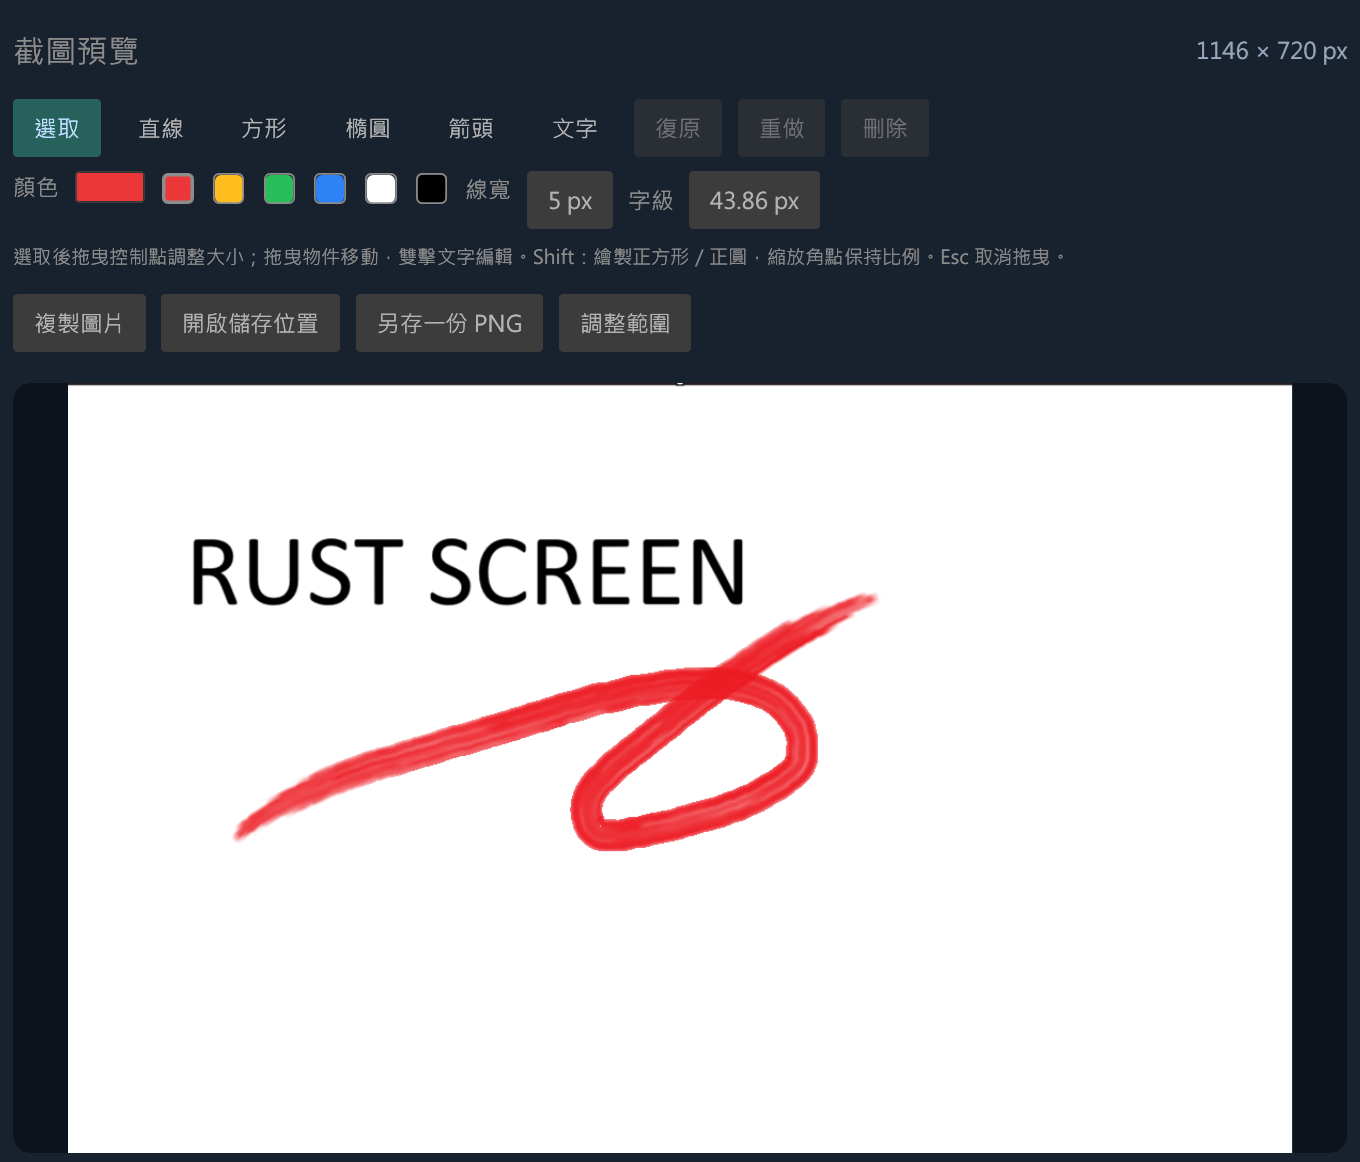 截圖預覽
1146 × 720 px
選取 直線 方形 橢圓 箭頭 文字 復原 重做 刪除
顏色 線寬 5 px 字級 43.86 px
選取後拖曳控制點調整大小；拖曳物件移動，雙擊文字編輯。Shift：繪製正方形 / 正圓，縮放角點保持比例。Esc 取消拖曳。
複製圖片 開啟儲存位置 另存一份 PNG 調整範圍
RUST SCREEN